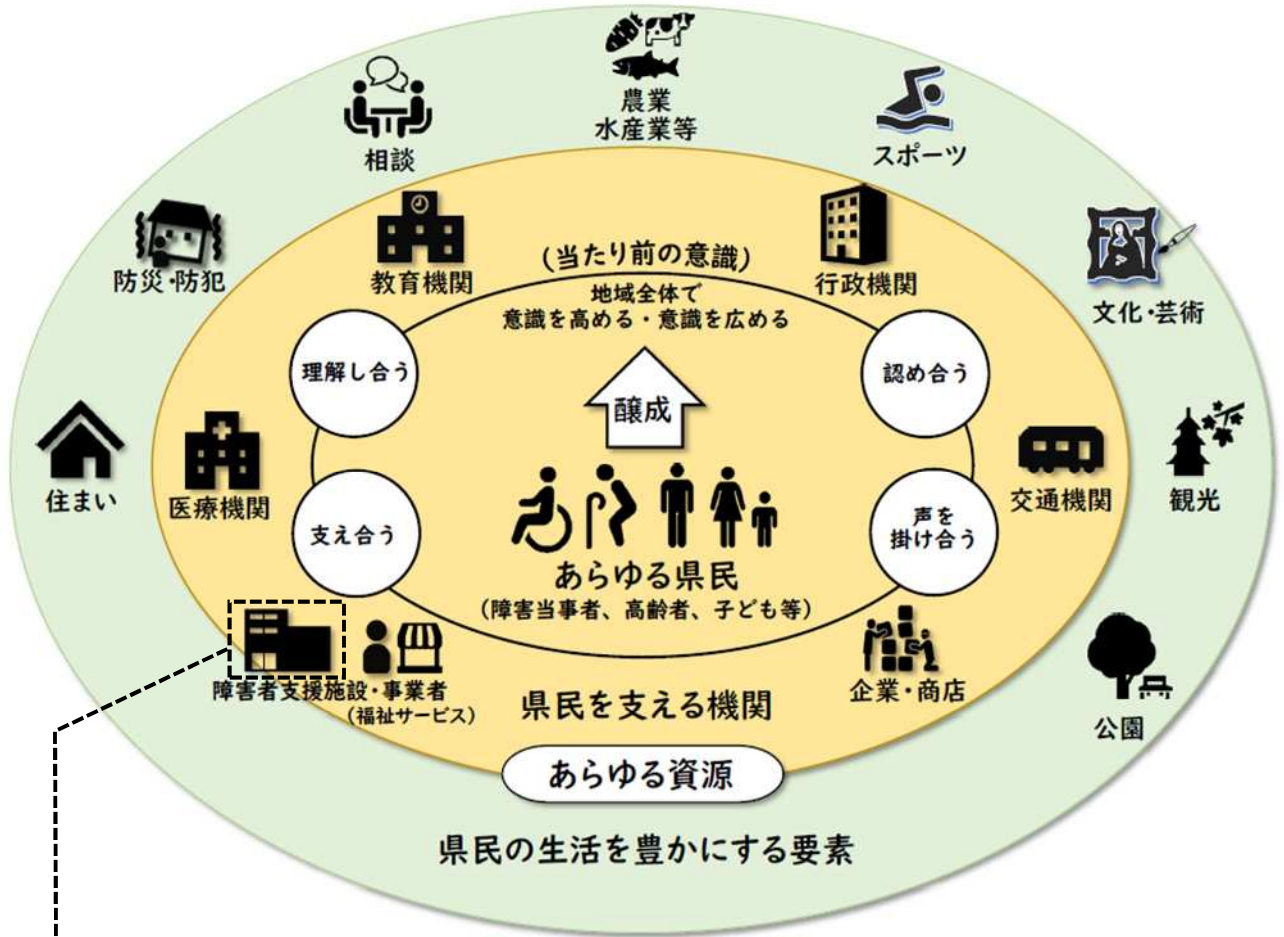 農業
水産業等
相談
スポーツ
防災・防犯
教育機関
(当たり前の意識)
行政機関
文化・芸術
地域全体で
意識を高める・意識を広める
理解し合う
認め合う
醸成
住まい
医療機関
交通機関
観光
支え合う
声を
掛け合う
あらゆる県民
(障害当事者、高齢者、子ども等)
障害者支援施設・事業者
(福祉サービス)
県民を支える機関
企業・商店
公園
あらゆる資源
県民の生活を豊かにする要素